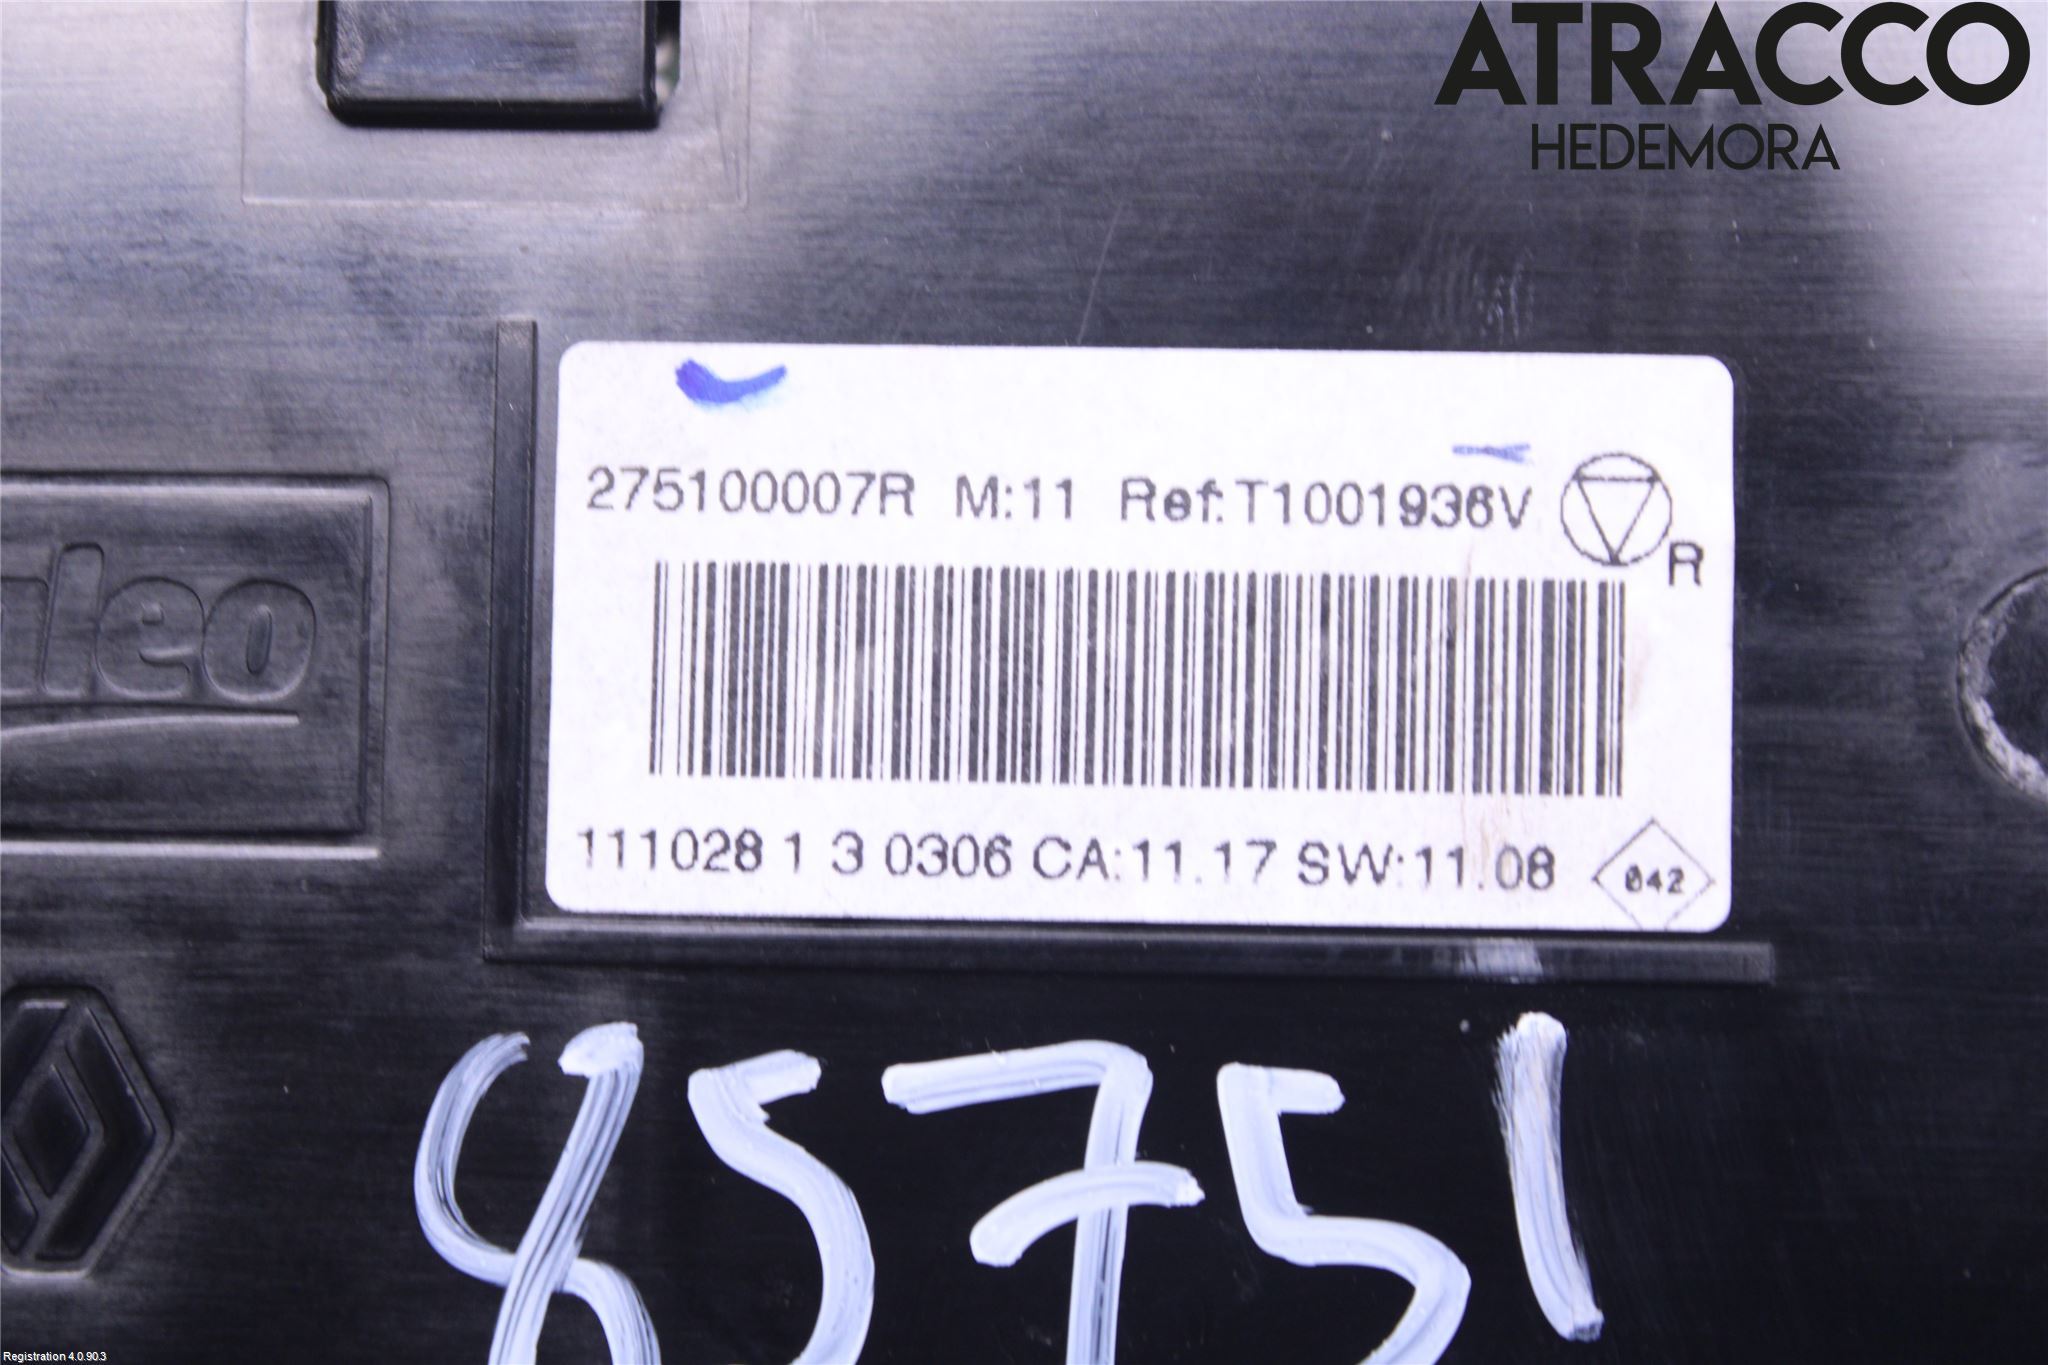 ATRACCO
HEDEMORA
275100007R M:11 Ref:T1001936V
R
111028 1 3 0306 CA:11.17 SW:11.08
042
aleo
85751
Registration 4.0.90.3